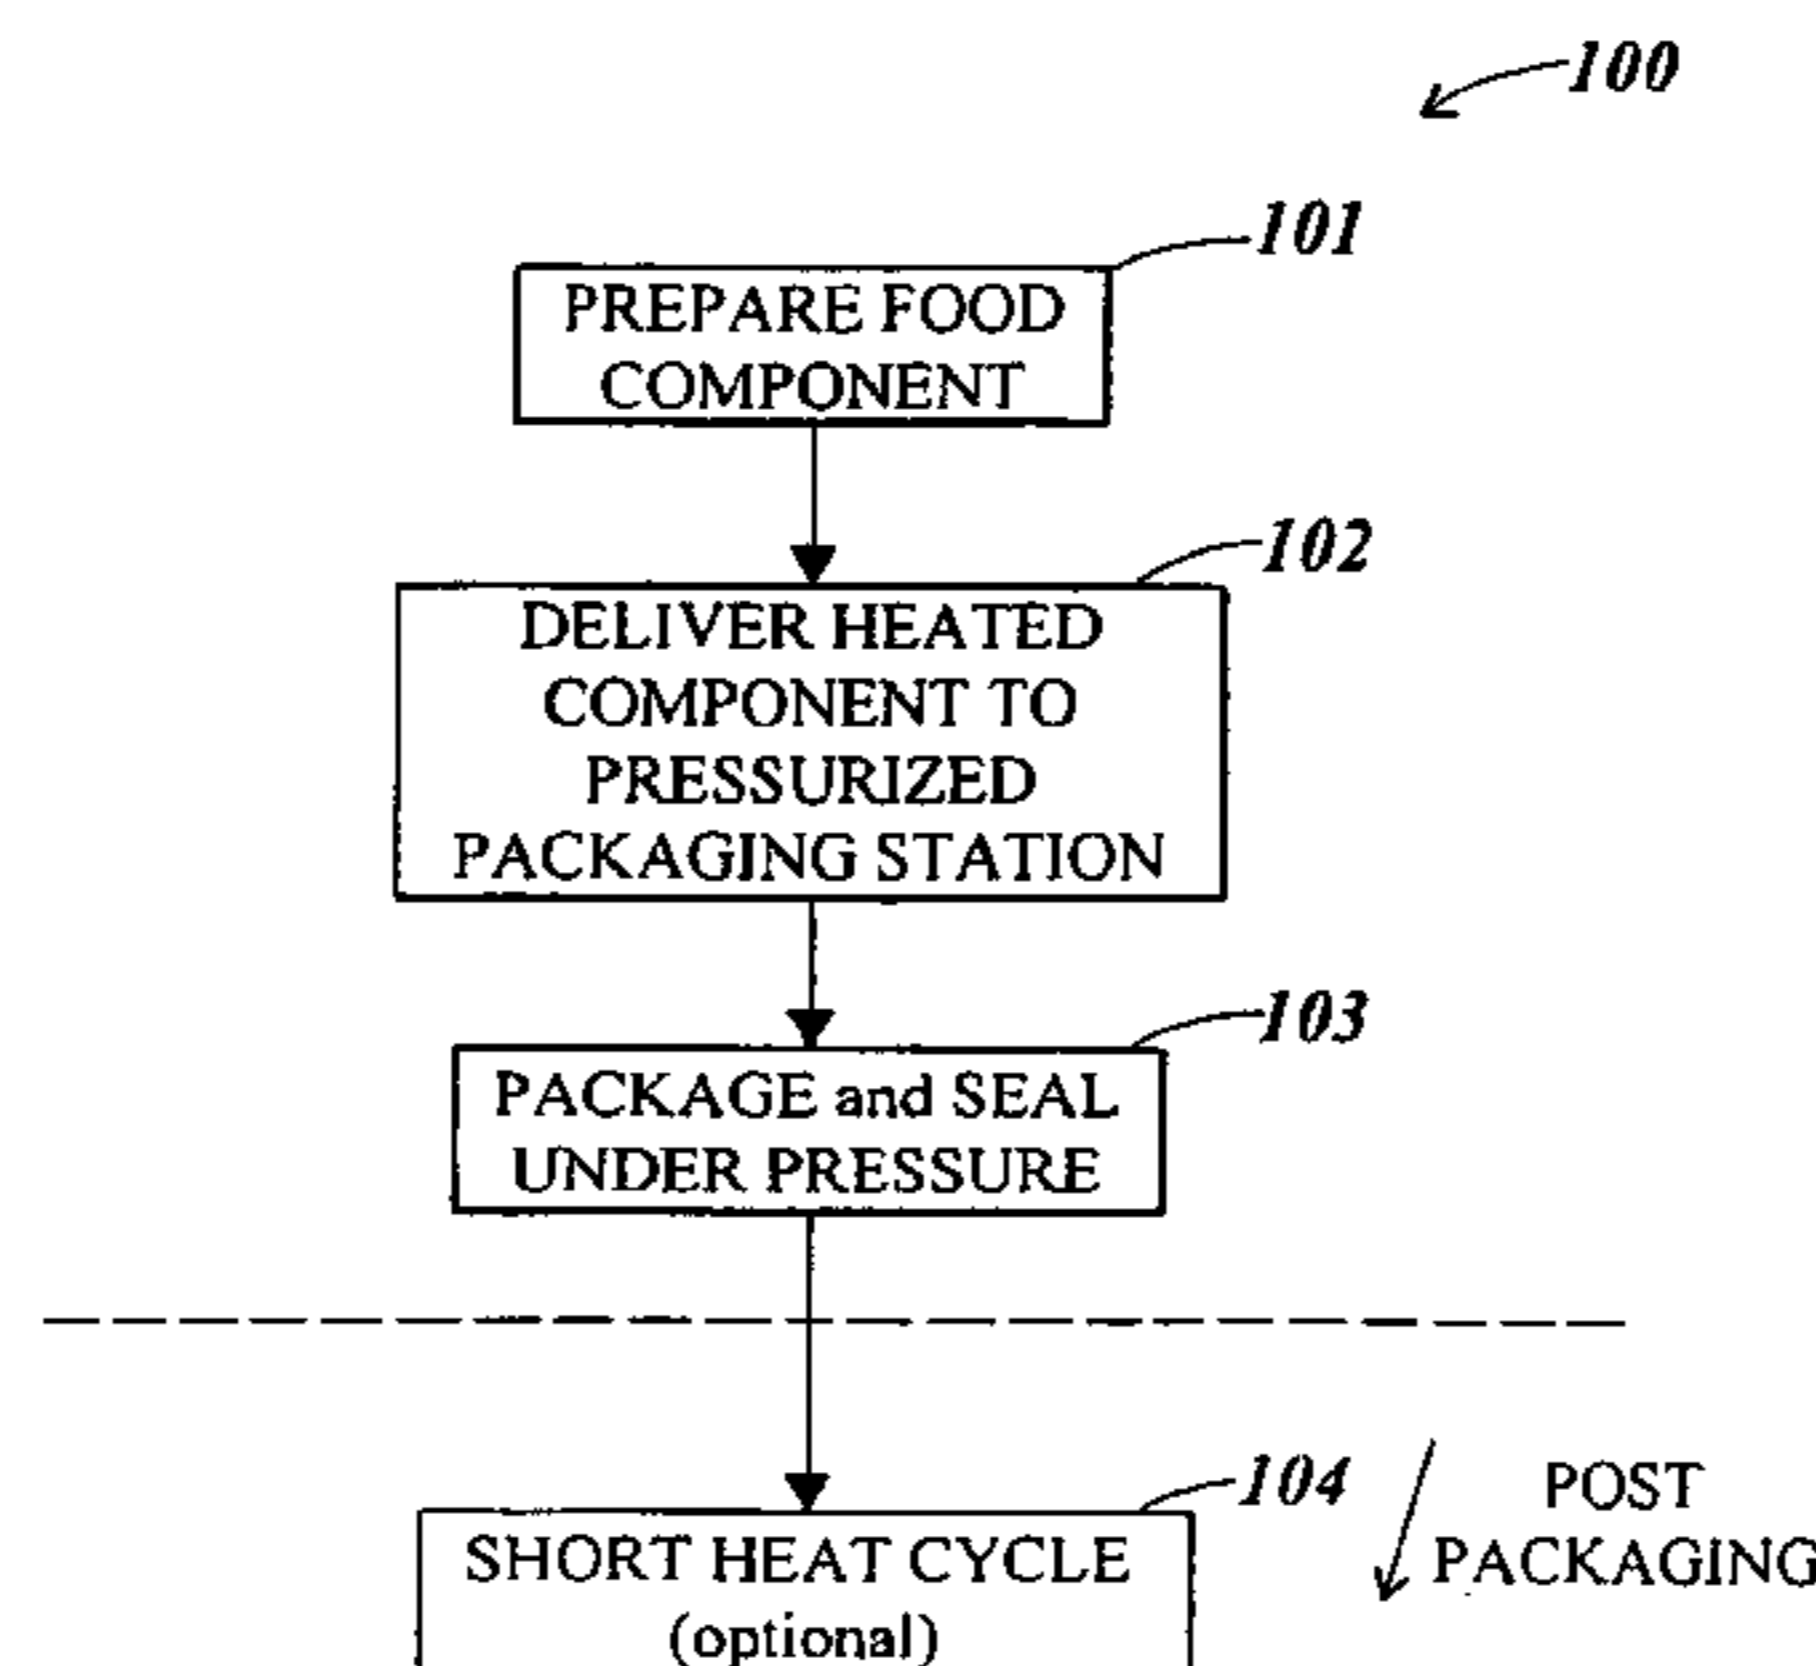 100
101
PREPARE FOOD
COMPONENT
102
DELIVER HEATED
COMPONENT TO
PRESSURIZED
PACKAGING STATION
103
PACKAGE and SEAL
UNDER PRESSURE
104
SHORT HEAT CYCLE
(optional)
POST
PACKAGING